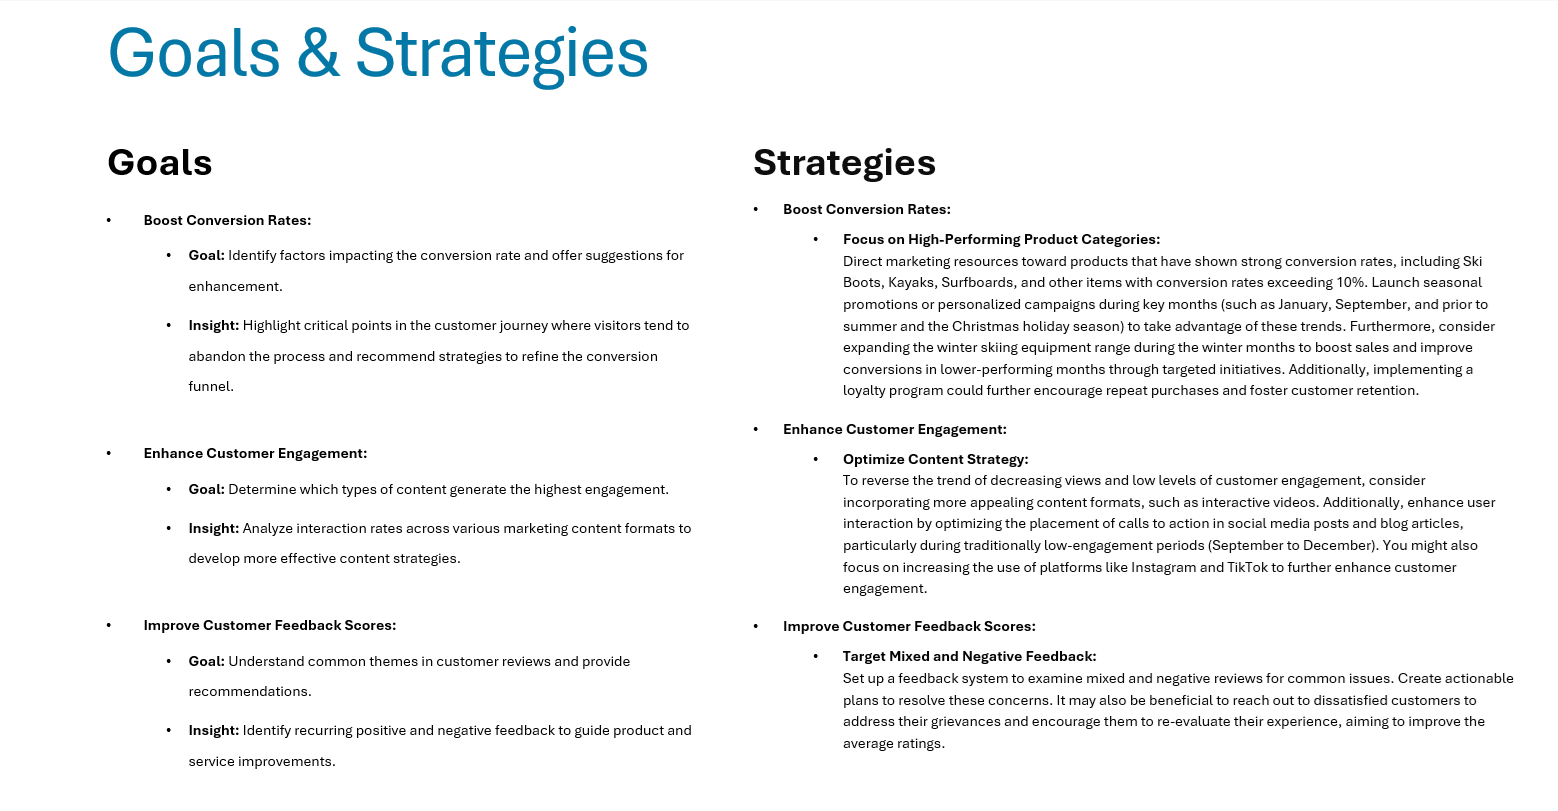 Goals & Strategies
Goals
• Boost Conversion Rates:
• Goal: Identify factors impacting the conversion rate and offer suggestions for
enhancement.
• Insight: Highlight critical points in the customer journey where visitors tend to
abandon the process and recommend strategies to refine the conversion
funnel.
• Enhance Customer Engagement:
• Goal: Determine which types of content generate the highest engagement.
• Insight: Analyze interaction rates across various marketing content formats to
develop more effective content strategies.
• Improve Customer Feedback Scores:
• Goal: Understand common themes in customer reviews and provide
recommendations.
• Insight: Identify recurring positive and negative feedback to guide product and
service improvements.
Strategies
• Boost Conversion Rates:
• Focus on High-Performing Product Categories:
Direct marketing resources toward products that have shown strong conversion rates, including Ski
Boots, Kayaks, Surfboards, and other items with conversion rates exceeding 10%. Launch seasonal
promotions or personalized campaigns during key months (such as January, September, and prior to
summer and the Christmas holiday season) to take advantage of these trends. Furthermore, consider
expanding the winter skiing equipment range during the winter months to boost sales and improve
conversions in lower-performing months through targeted initiatives. Additionally, implementing a
loyalty program could further encourage repeat purchases and foster customer retention.
• Enhance Customer Engagement:
• Optimize Content Strategy:
To reverse the trend of decreasing views and low levels of customer engagement, consider
incorporating more appealing content formats, such as interactive videos. Additionally, enhance user
interaction by optimizing the placement of calls to action in social media posts and blog articles,
particularly during traditionally low-engagement periods (September to December). You might also
focus on increasing the use of platforms like Instagram and TikTok to further enhance customer
engagement.
• Improve Customer Feedback Scores:
• Target Mixed and Negative Feedback:
Set up a feedback system to examine mixed and negative reviews for common issues. Create actionable
plans to resolve these concerns. It may also be beneficial to reach out to dissatisfied customers to
address their grievances and encourage them to re-evaluate their experience, aiming to improve the
average ratings.